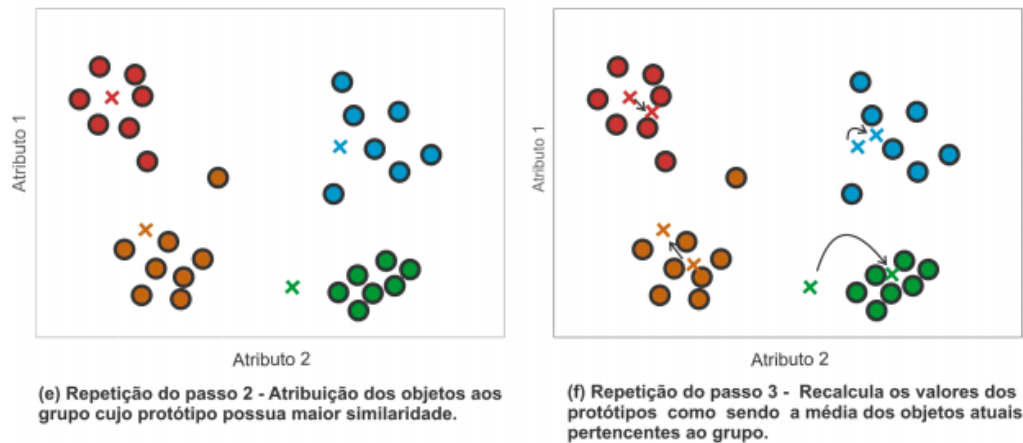 Atributo 1
Atributo 2
(e) Repetição do passo 2 - Atribuição dos objetos aos
grupo cujo protótipo possua maior similaridade.
Atributo 1
Atributo 2
(f) Repetição do passo 3 - Recalcula os valores dos
protótipos como sendo a média dos objetos atuais
pertencentes ao grupo.